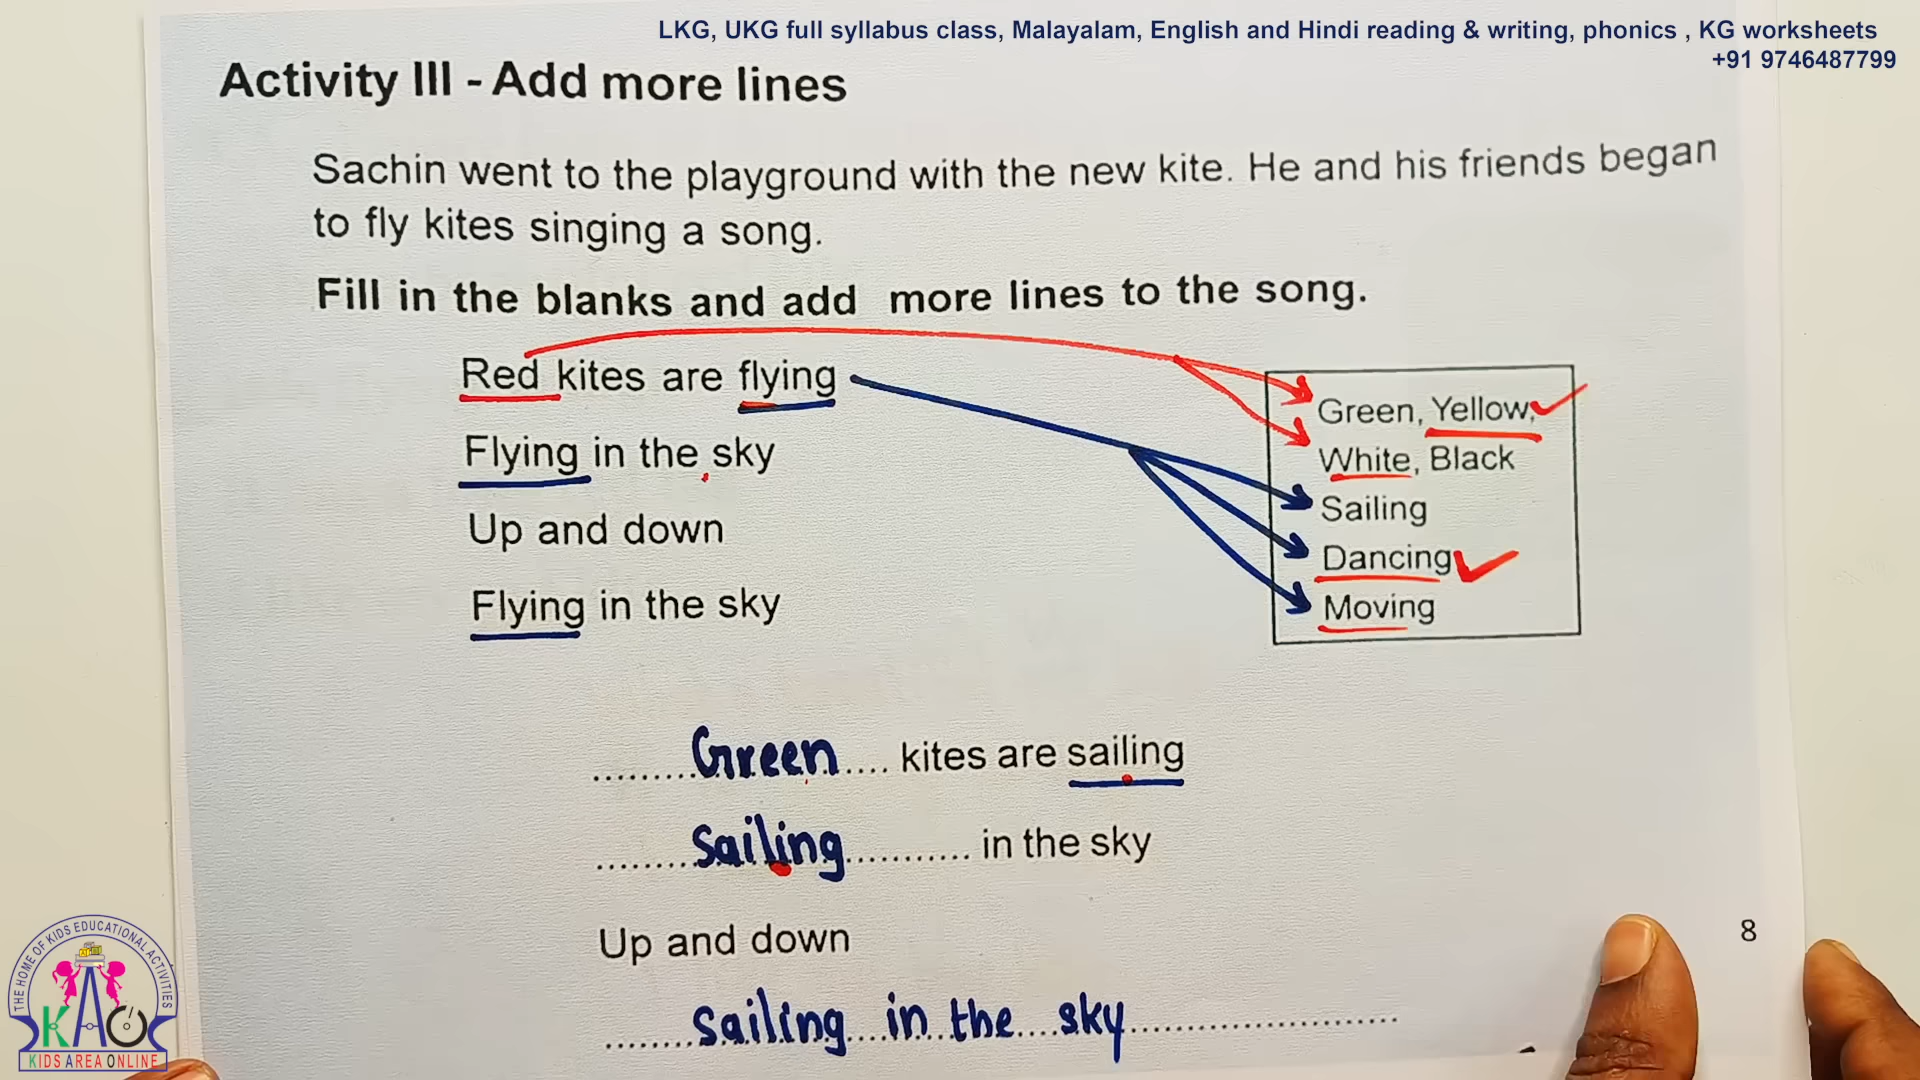 LKG, UKG full syllabus class, Malayalam, English and Hindi reading & writing, phonics , KG worksheets
+91 9746487799
Activity III - Add more lines
Sachin went to the playground with the new kite. He and his friends began
to fly kites singing a song.
Fill in the blanks and add more lines to the song.
Red kites are flying
Flying in the sky
Up and down
Flying in the sky
Green, Yellow,
White, Black
Sailing
Dancing
Moving
.........Green.... kites are sailing
.........Sailing........... in the sky
Up and down
........Sailing...in...the....sky........................
8
THE HOME OF KIDS EDUCATIONAL ACTIVITIES
KAO
KIDS AREA ONLINE